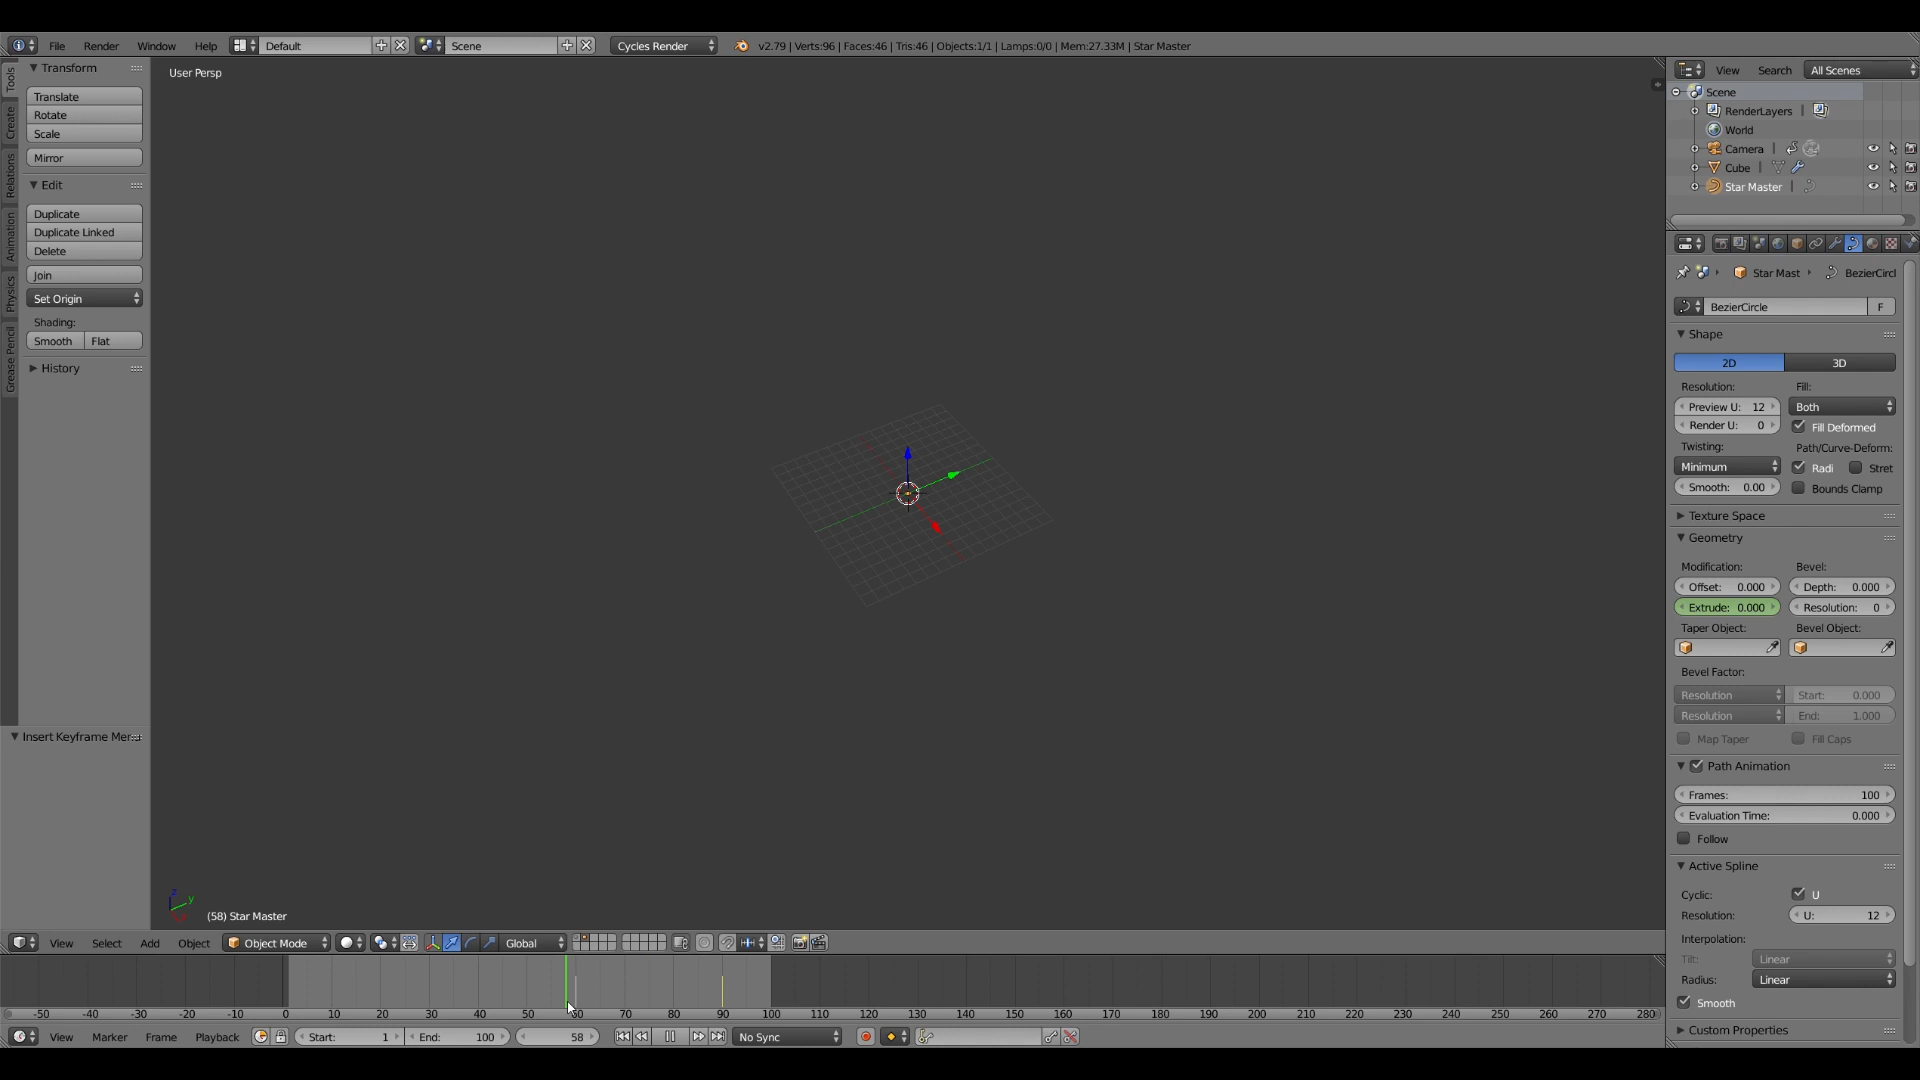 File Render Window Help Default Scene Cycles Render v2.79 | Verts:96 | Faces:46 | Tris:46 | Objects:1/1 | Lamps:0/0 | Mem:27.33M | Star Master
Tools
Create
Relations
Animation
Physics
Grease Pencil
Transform
Translate
Rotate
Scale
Mirror
Edit
Duplicate
Duplicate Linked
Delete
Join
Set Origin
Shading:
Smooth Flat
History
Insert Keyframe Menu
User Persp
(58) Star Master
z
y
View Search All Scenes
Scene
RenderLayers |
World
Camera |
Cube |
Star Master |
Star Mast BezierCircl
BezierCircle F
Shape
2D 3D
Resolution: Fill:
Preview U: 12 Both
Render U: 0 Fill Deformed
Twisting: Path/Curve-Deform:
Minimum Radi Stret
Smooth: 0.00 Bounds Clamp
Texture Space
Geometry
Modification: Bevel:
Offset: 0.000 Depth: 0.000
Extrude: 0.000 Resolution: 0
Taper Object: Bevel Object:
Bevel Factor:
Resolution Start: 0.000
Resolution End: 1.000
Map Taper Fill Caps
Path Animation
Frames: 100
Evaluation Time: 0.000
Follow
Active Spline
Cyclic: U
Resolution: U: 12
Interpolation:
Tilt: Linear
Radius: Linear
Smooth
Custom Properties
View Select Add Object Object Mode Global
-50 -40 -30 -20 -10 0 10 20 30 40 50 60 70 80 90 100 110 120 130 140 150 160 170 180 190 200 210 220 230 240 250 260 270 280
View Marker Frame Playback Start: 1 End: 100 58 No Sync